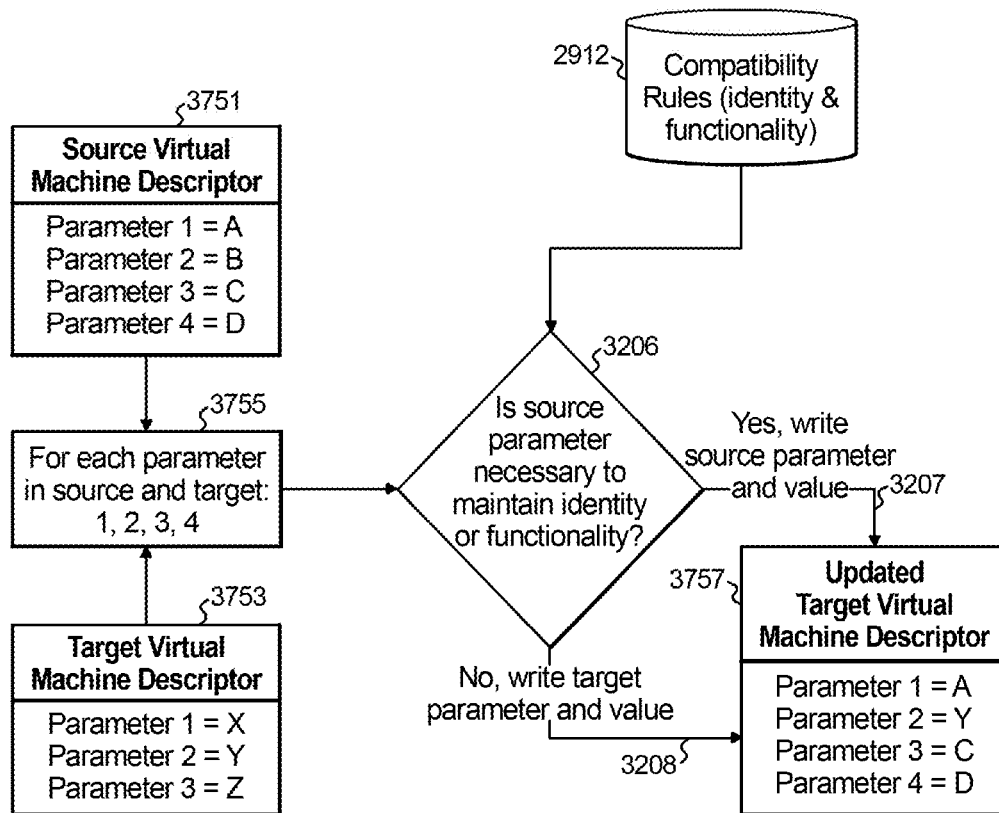 2912
Compatibility
Rules (identity &
functionality)
3751
Source Virtual
Machine Descriptor
Parameter 1 = A
Parameter 2 = B
Parameter 3 = C
Parameter 4 = D
3755
For each parameter
in source and target:
1, 2, 3, 4
3753
Target Virtual
Machine Descriptor
Parameter 1 = X
Parameter 2 = Y
Parameter 3 = Z
3206
Is source
parameter
necessary to
maintain identity
or functionality?
Yes, write
source parameter
and value
3207
No, write target
parameter and value
3208
3757
Updated
Target Virtual
Machine Descriptor
Parameter 1 = A
Parameter 2 = Y
Parameter 3 = C
Parameter 4 = D